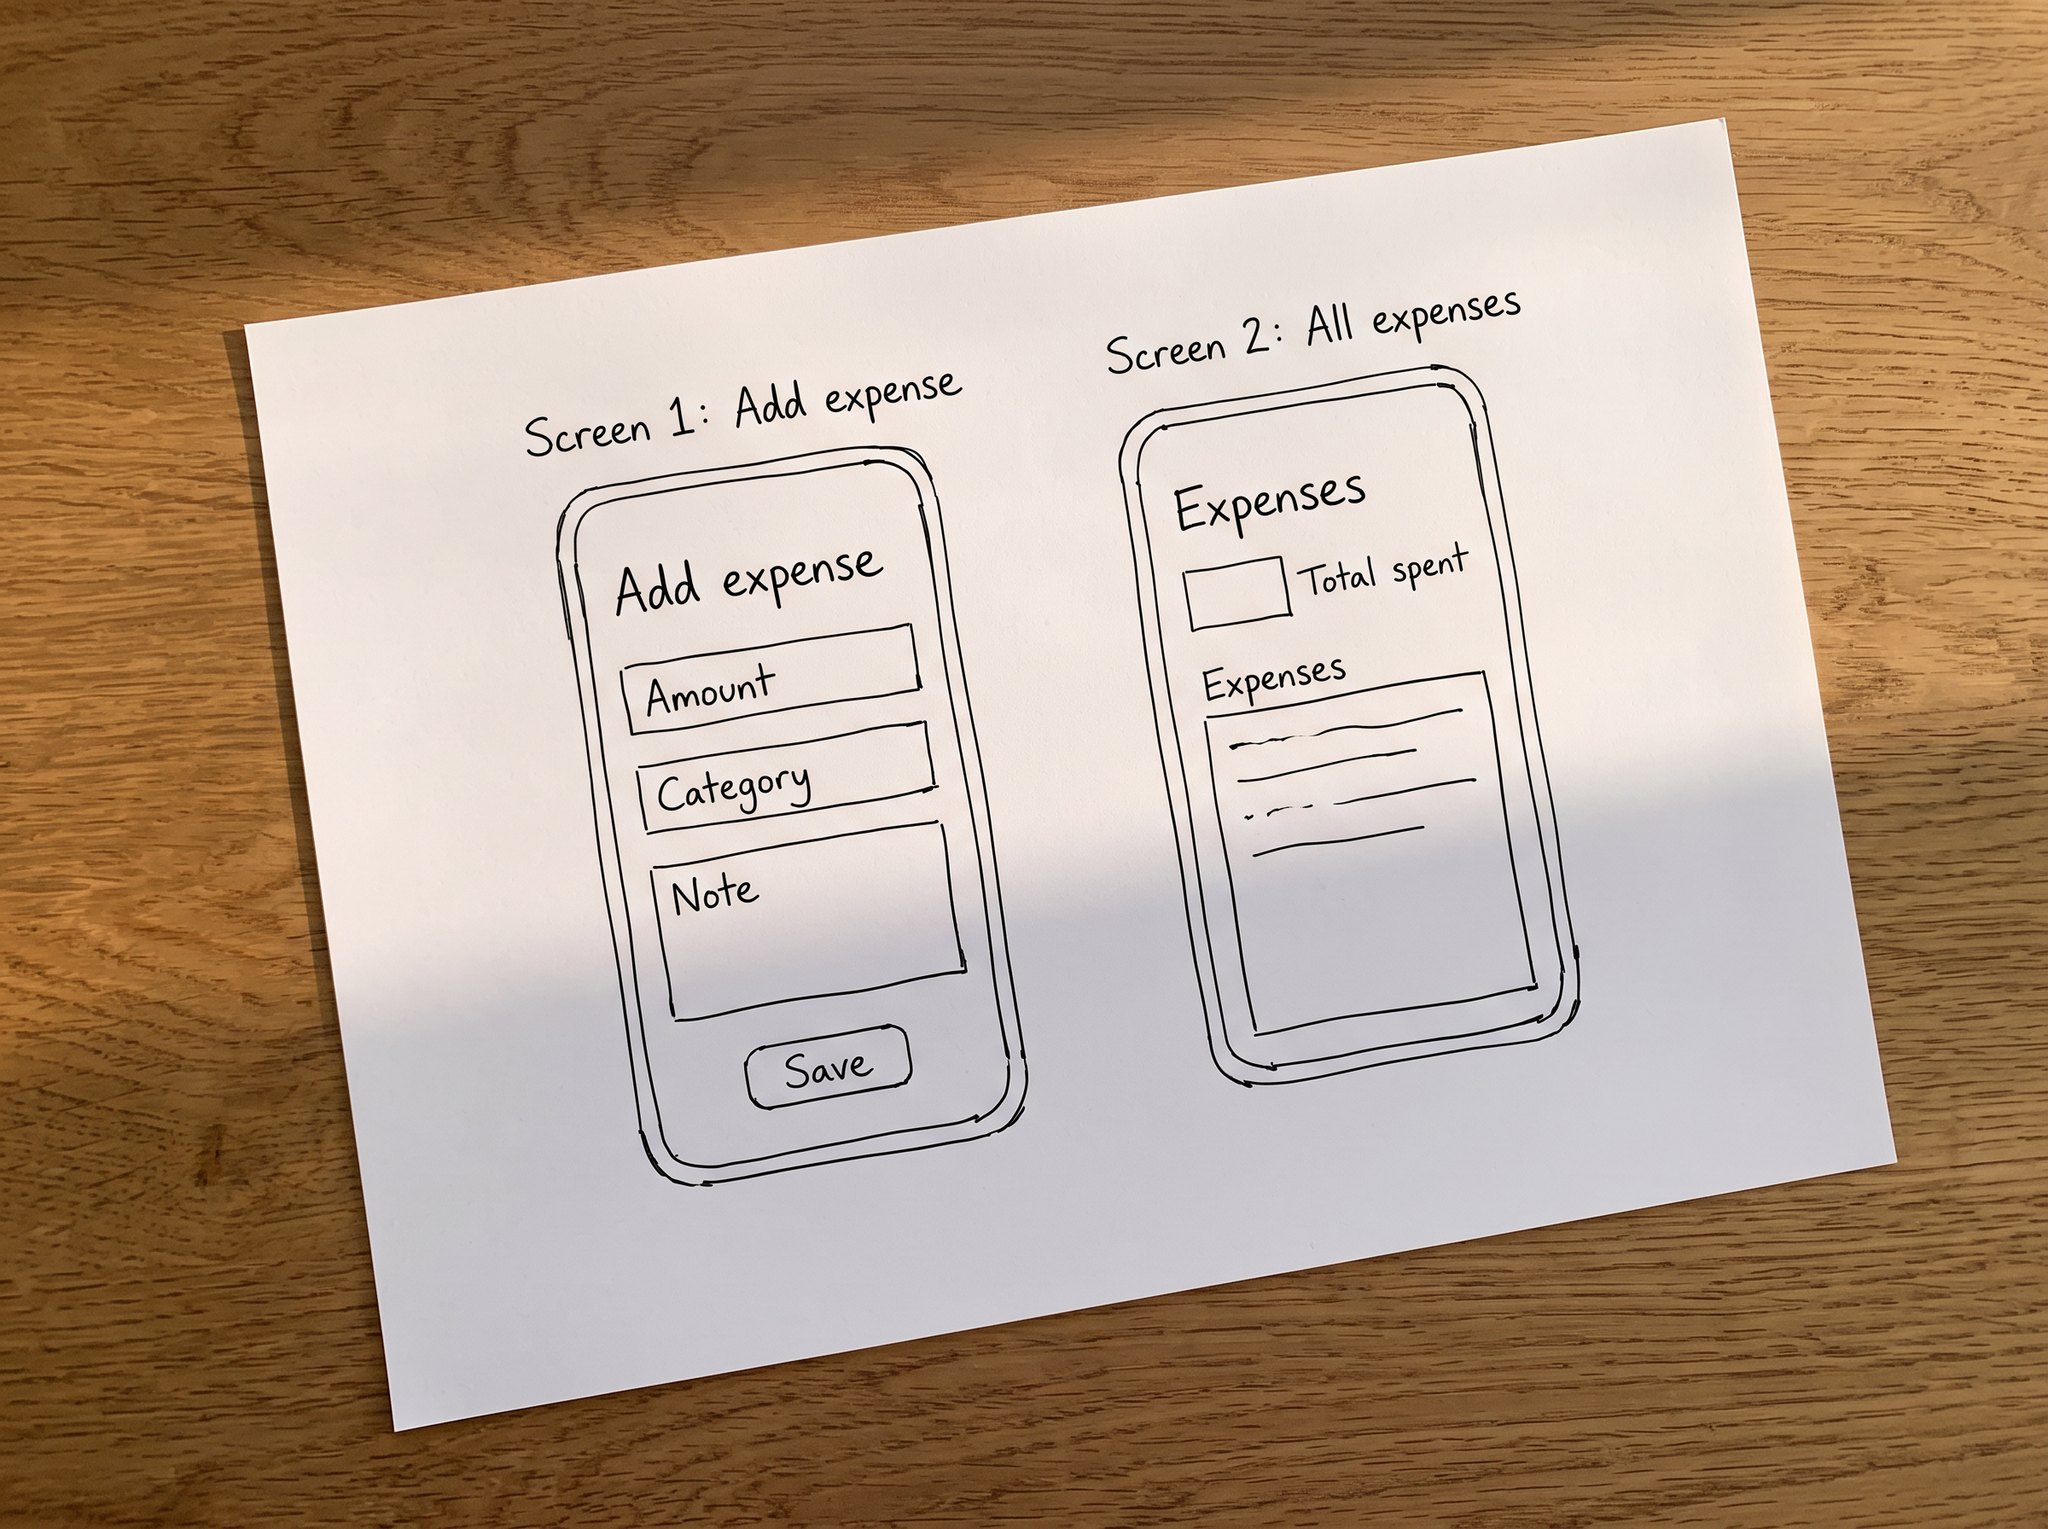 Screen 1: Add expense
Add expense
Amount
Category
Note
Save
Screen 2: All expenses
Expenses
Total spent
Expenses